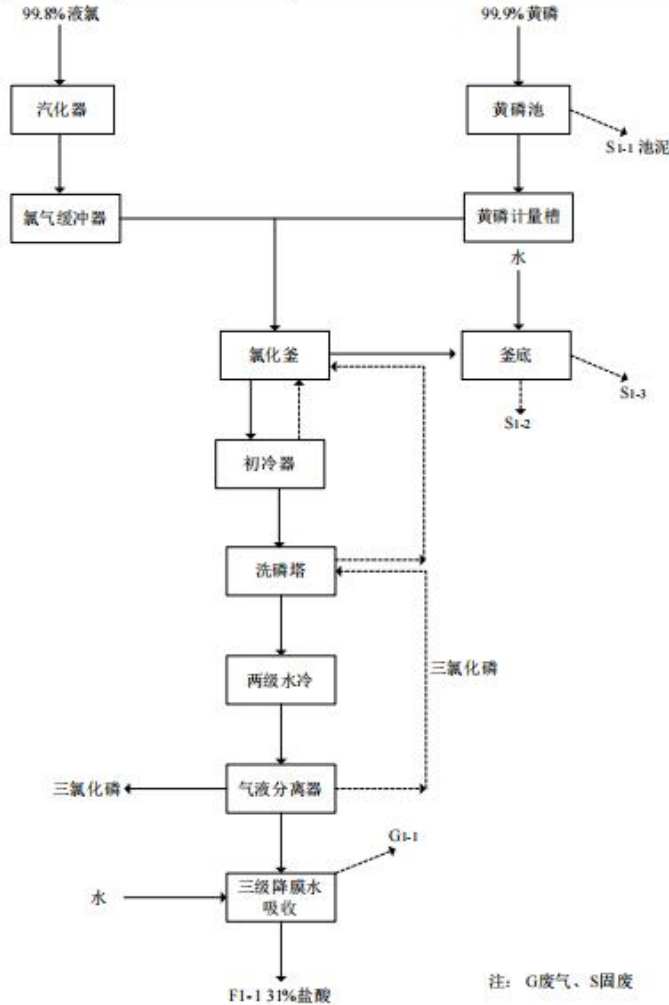 99.8%液氯
99.9%黄磷
汽化器
黄磷池
S1-1 池泥
氯气缓冲器
黄磷计量槽
水
氯化釜
釜底
S1-3
S1-2
初冷器
洗磷塔
三氯化磷
两级水冷
三氯化磷
气液分离器
G1-1
水
三级降膜水
吸收
F1-1 31%盐酸
注： G废气、S固废